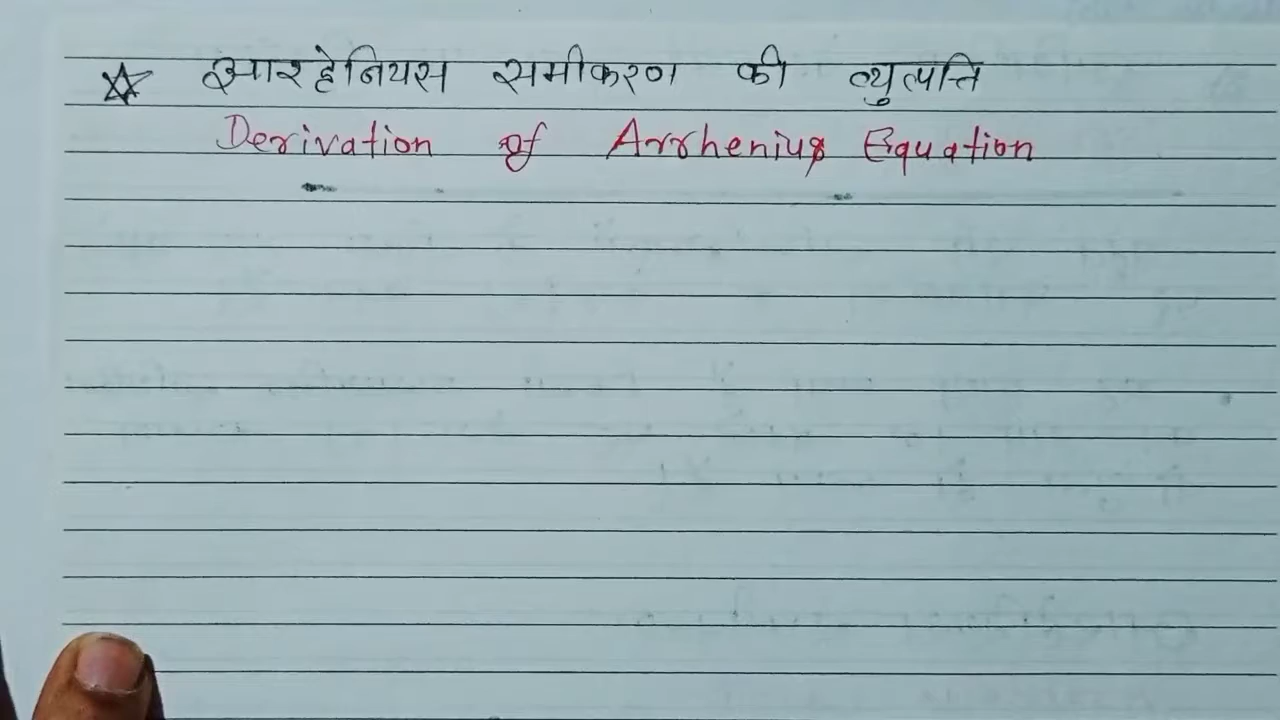 ☆ आरहेनियस समीकरण की व्युत्पत्ति
Derivation of Arrhenius Equation